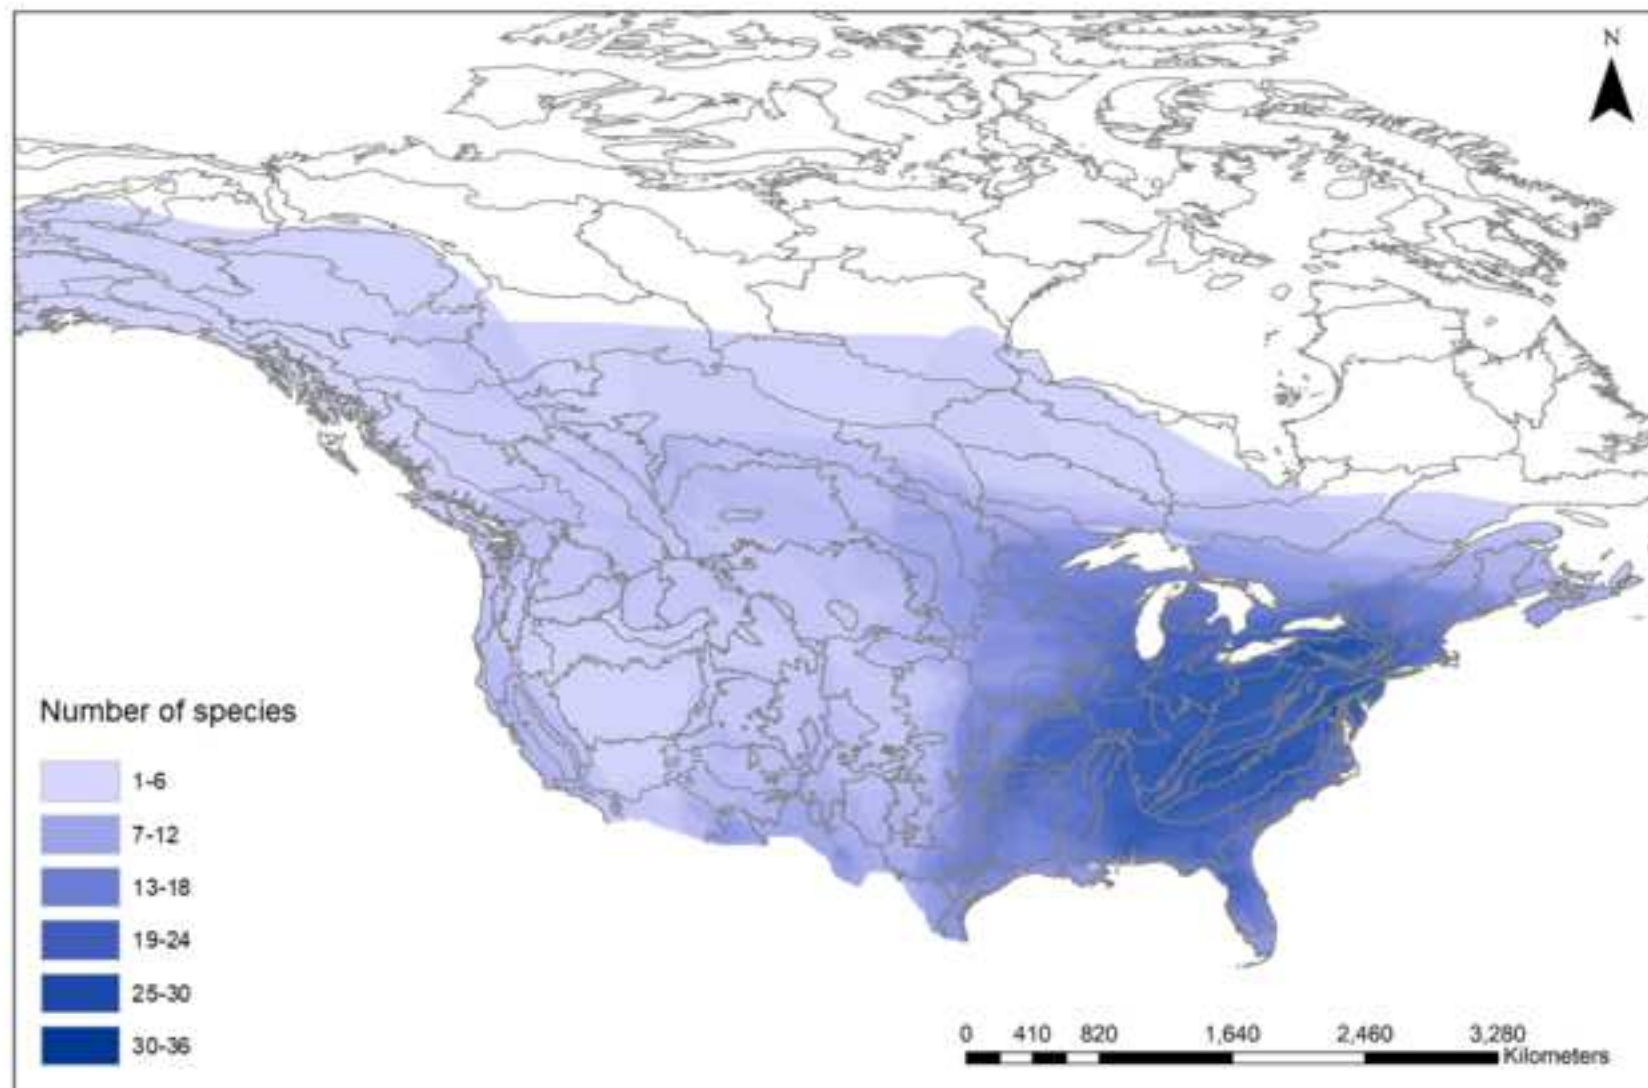 N
Number of species
1-6
7-12
13-18
19-24
25-30
30-36
0 410 820 1,640 2,460 3,280
Kilometers